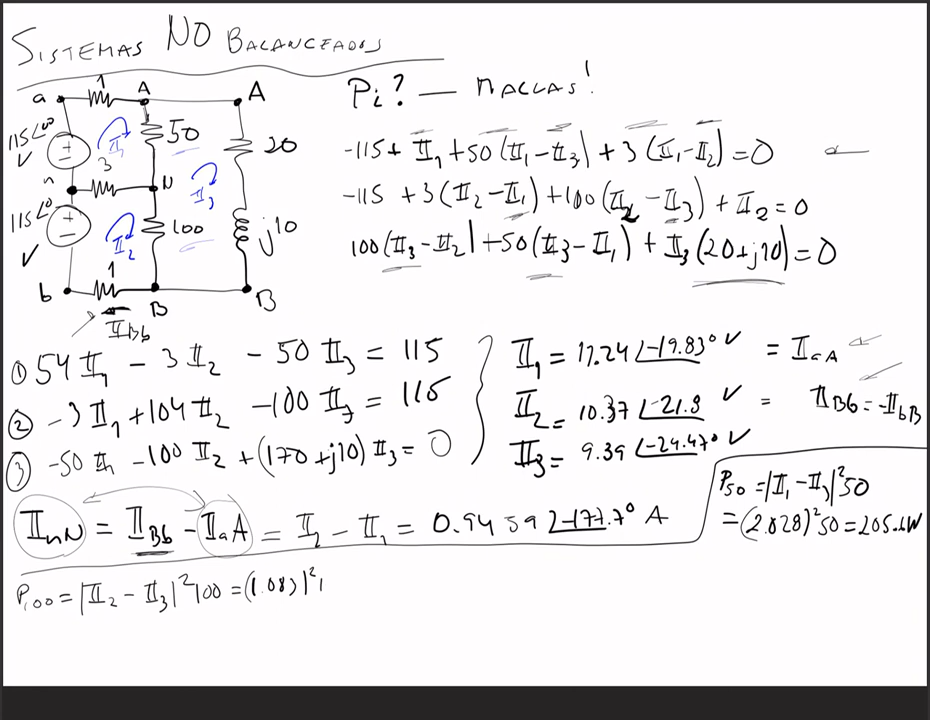 SISTEMAS NO BALANCEADOS
a 1 A A
115∠0° V
I₁
50
20
3
n N
I₃
115∠0° V
I₂
100
j10
1
b B B
I_Bb
Pi? — MALLAS!
-115 + I₁ + 50(I₁ - I₃) + 3(I₁ - I₂) = 0
-115 + 3(I₂ - I₁) + 100(I₂ - I₃) + I₂ = 0
100(I₃ - I₂) + 50(I₃ - I₁) + I₃(20 + j10) = 0
① 54 I₁ - 3 I₂ - 50 I₃ = 115
② -3 I₁ + 104 I₂ - 100 I₃ = 115
③ -50 I₁ - 100 I₂ + (170 + j10) I₃ = 0
I₁ = 11.24 ∠-19.83° ✓ = I_aA
I₂ = 10.37 ∠-21.8 ✓ = I_Bb = -I_bB
I₃ = 9.39 ∠-24.47° ✓
I_nN = I_Bb - I_aA = I₂ - I₁ = 0.9459 ∠-177.7° A
P₅₀ = |I₁ - I₃|² 50
= (2.028)² 50 = 205.6W
P₁₀₀ = |I₂ - I₃|² 100 = (1.08)²